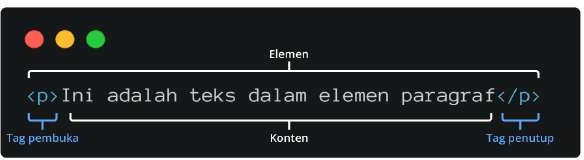 Elemen
<p>Ini adalah teks dalam elemen paragraf</p>
Tag pembuka Konten Tag penutup